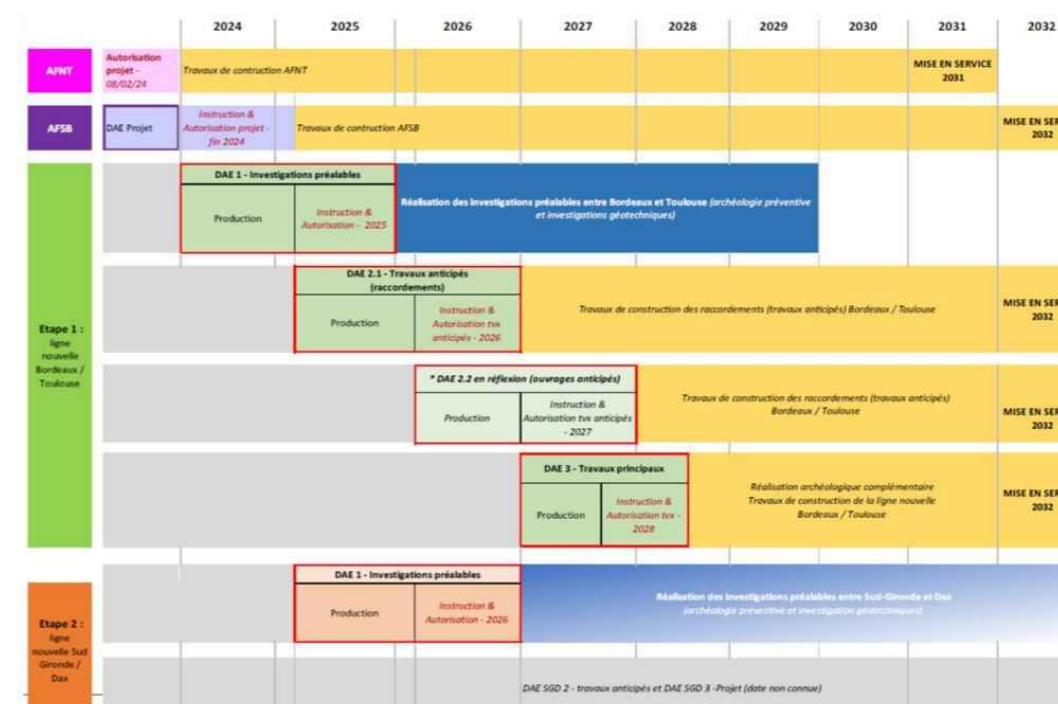 2024 2025 2026 2027 2028 2029 2030 2031 2032
AFNT
Autorisation
projet -
08/02/24
Travaux de contruction AFNT
MISE EN SERVICE
2031
AFSB
DAE Projet
Instruction &
Autorisation projet -
fin 2024
Travaux de contruction AFSB
MISE EN SER
2032
Etape 1 :
ligne
nouvelle
Bordeaux /
Toulouse
DAE 1 - Investigations préalables
Production
Instruction &
Autorisation - 2025
Réalisation des investigations préalables entre Bordeaux et Toulouse (archéologie préventive
et investigations géotechniques)
DAE 2.1 - Travaux anticipés
(raccordements)
Production
Instruction &
Autorisation tvx
anticipés - 2026
Travaux de construction des raccordements (travaux anticipés) Bordeaux / Toulouse
MISE EN SER
2032
* DAE 2.2 en réflexion (ouvrages anticipés)
Production
Instruction &
Autorisation tvx anticipés
- 2027
Travaux de construction des raccordements (travaux anticipés)
Bordeaux / Toulouse
MISE EN SER
2032
DAE 3 - Travaux principaux
Production
Instruction &
Autorisation tvx -
2028
Réalisation archéologique complémentaire
Travaux de construction de la ligne nouvelle
Bordeaux / Toulouse
MISE EN SER
2032
Etape 2 :
ligne
nouvelle Sud
Gironde /
Dax
DAE 1 - Investigations préalables
Production
Instruction &
Autorisation - 2026
Réalisation des investigations préalables entre Sud-Gironde et Dax
(archéologie préventive et investigation géotechniques)
DAE SGD 2 - travaux anticipés et DAE SGD 3 -Projet (date non connue)